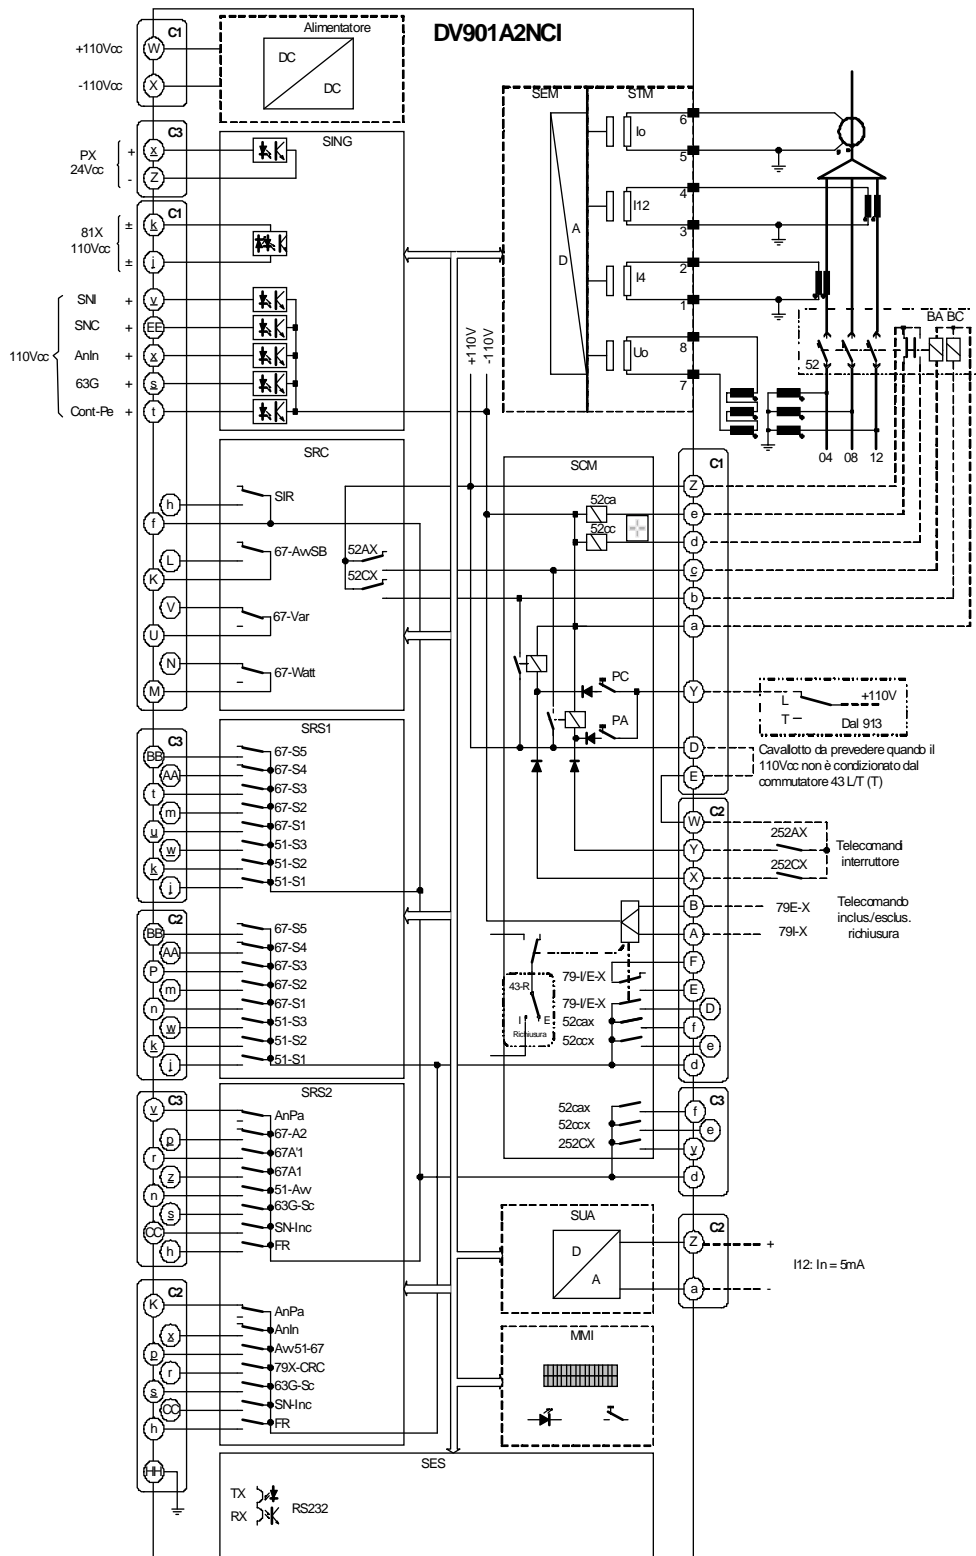 DV901A2NCI
C1
Alimentatore
W
+110Vcc
DC
DC
X
-110Vcc
SEM
STM
6
Io
5
C3
SING
PX
24Vcc
+
x
-
Z
4
I12
3
C1
81X
110Vcc
±
k
±
j
A
D
2
I4
1
SNI
+
v
SNC
+
EE
110Vcc
AnIn
+
x
63G
+
s
Cont-Pe
+
t
+110V
-110V
8
Uo
7
BA BC
52
04
08
12
SRC
SCM
C1
h
SIR
f
L
67-AvvSB
K
V
67-Var
U
N
67-Watt
M
52AX
52CX
52ca
52cc
Z
e
d
c
b
a
PC
PA
Y
L
T
+110V
Dal 913
D
E
Cavallotto da prevedere quando il
110Vcc non è condizionato dal
commutatore 43 L/T (T)
SRS1
C3
BB
67-S5
AA
67-S4
t
67-S3
m
67-S2
u
67-S1
w
51-S3
k
51-S2
j
51-S1
C2
W
Y
252AX
X
252CX
Telecomandi
interruttore
B
79E-X
A
79I-X
Telecomando
inclus./esclus.
richiusura
C2
BB
67-S5
AA
67-S4
P
67-S3
m
67-S2
n
67-S1
w
51-S3
k
51-S2
j
51-S1
43-R
I
E
Richiusura
79-I/E-X
F
E
79-I/E-X
D
52cax
f
52ccx
e
d
SRS2
C3
v
AnPa
p
67-A2
r
67A'1
z
67A1
n
51-Avv
s
63G-Sc
CC
SN-Inc
h
FR
C3
52cax
f
52ccx
e
252CX
v
d
SUA
D
A
C2
Z
+
I12: In = 5mA
a
-
C2
K
AnPa
x
AnIn
p
Avv51-67
r
79X-CRC
s
63G-Sc
CC
SN-Inc
h
FR
MMI
HH
SES
TX
RX
RS232